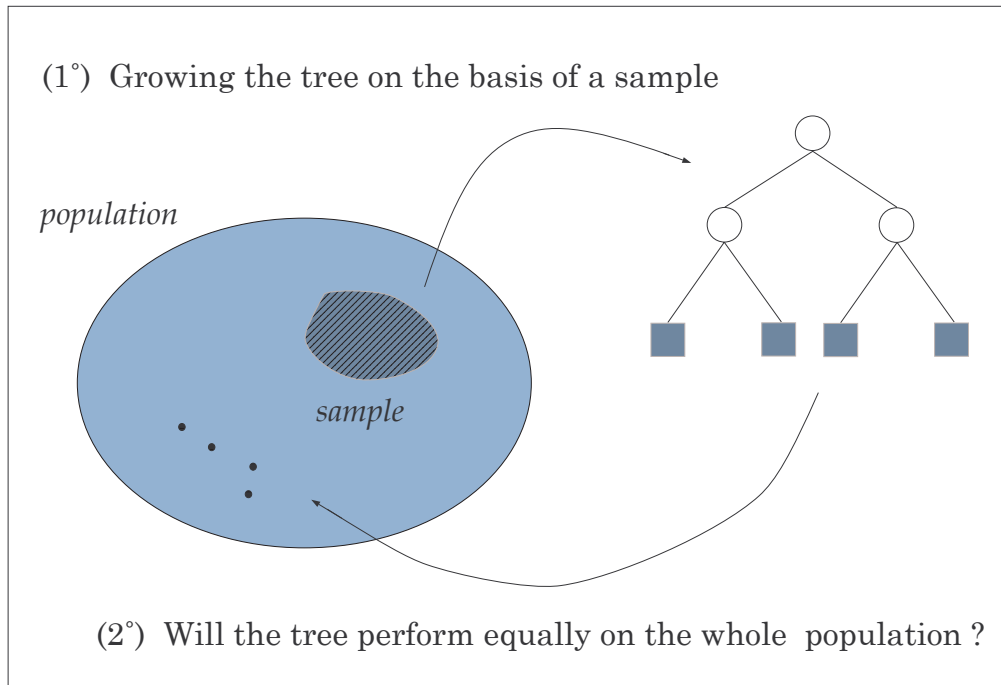 (1°) Growing the tree on the basis of a sample
population
sample
(2°) Will the tree perform equally on the whole population ?